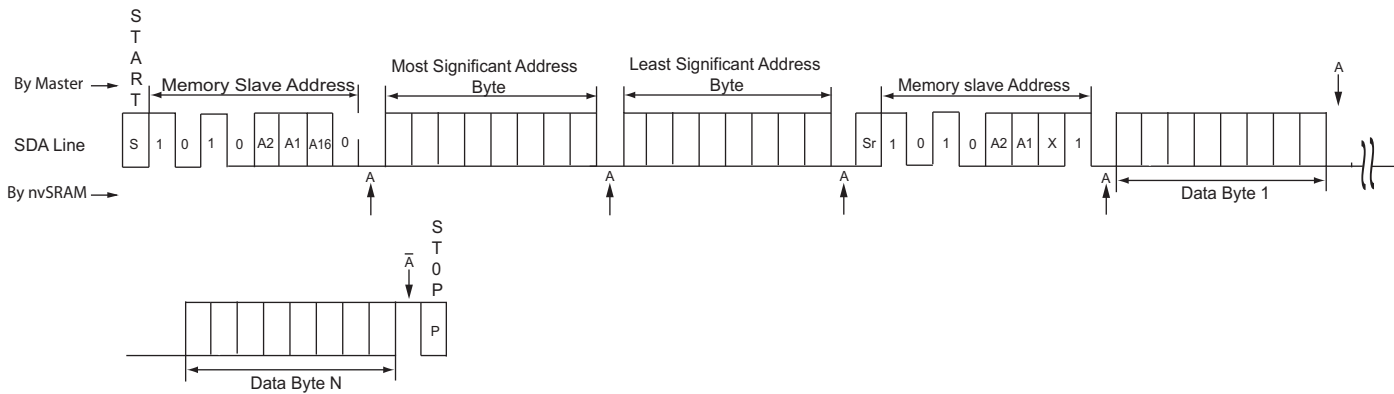 START
By Master
Memory Slave Address
Most Significant Address
Byte
Least Significant Address
Byte
Memory slave Address
A
SDA Line
S 1 0 1 0 A2 A1 A16 0
Sr 1 0 1 0 A2 A1 X 1
By nvSRAM
A
A
A
A
Data Byte 1
A̅
ST0P
P
Data Byte N